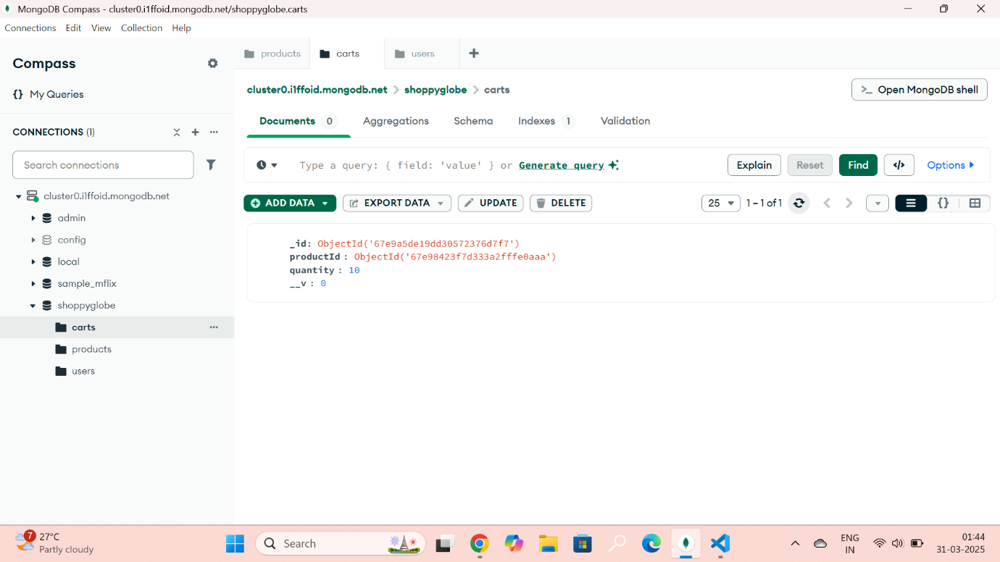 MongoDB Compass - cluster0.i1ffoid.mongodb.net/shoppyglobe.carts
Connections Edit View Collection Help
Compass
{} My Queries
CONNECTIONS (1)
Search connections
cluster0.i1ffoid.mongodb.net
admin
config
local
sample_mflix
shoppyglobe
carts
products
users
products carts users
cluster0.i1ffoid.mongodb.net > shoppyglobe > carts
>_ Open MongoDB shell
Documents 0 Aggregations Schema Indexes 1 Validation
Type a query: { field: 'value' } or Generate query
Explain Reset Find </> Options
ADD DATA EXPORT DATA UPDATE DELETE
25 1 – 1 of 1 {}
_id: ObjectId('67e9a5de19dd30572376d7f7')
productId : ObjectId('67e98423f7d333a2fffe0aaa')
quantity : 10
__v : 0
7
27°C
Partly cloudy
Search
ENG
IN
01:44
31-03-2025